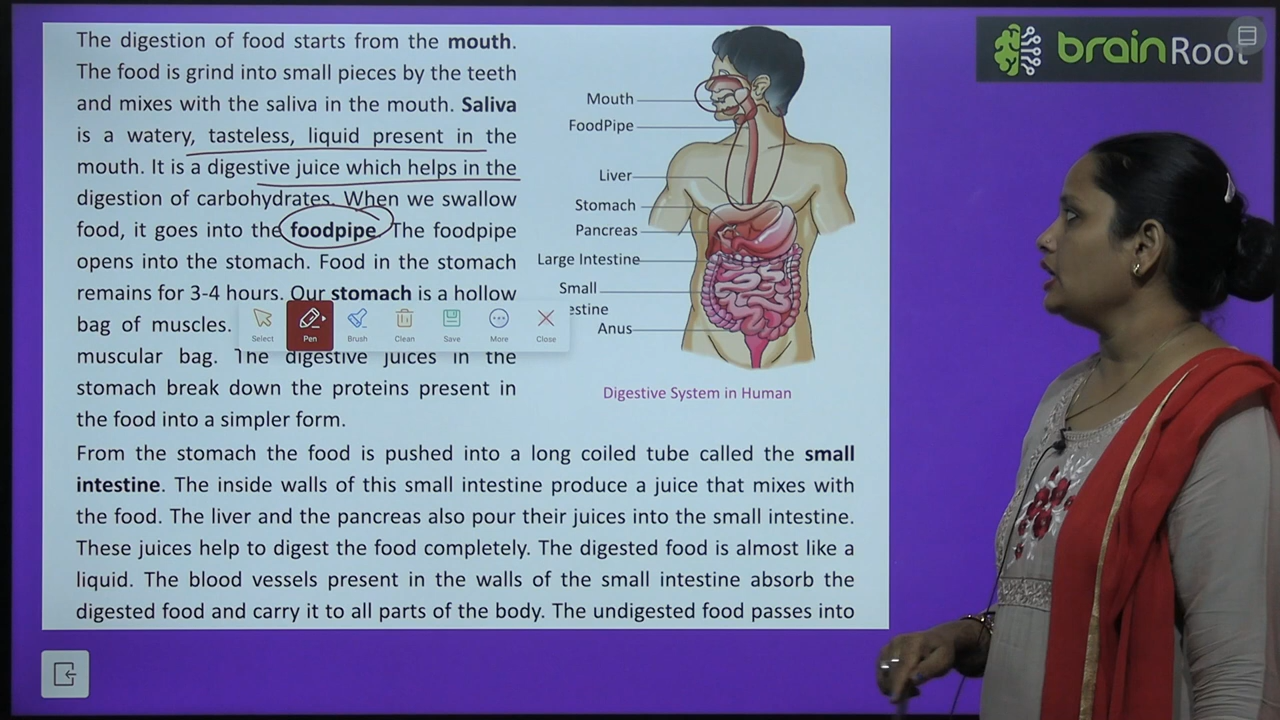 The digestion of food starts from the mouth.
The food is grind into small pieces by the teeth
and mixes with the saliva in the mouth. Saliva
is a watery, tasteless, liquid present in the
mouth. It is a digestive juice which helps in the
digestion of carbohydrates. When we swallow
food, it goes into the foodpipe. The foodpipe
opens into the stomach. Food in the stomach
remains for 3-4 hours. Our stomach is a hollow
bag of muscles.
muscular bag. The digestive juices in the
stomach break down the proteins present in
the food into a simpler form.
From the stomach the food is pushed into a long coiled tube called the small
intestine. The inside walls of this small intestine produce a juice that mixes with
the food. The liver and the pancreas also pour their juices into the small intestine.
These juices help to digest the food completely. The digested food is almost like a
liquid. The blood vessels present in the walls of the small intestine absorb the
digested food and carry it to all parts of the body. The undigested food passes into
Mouth
FoodPipe
Liver
Stomach
Pancreas
Large Intestine
Small
estine
Anus
Digestive System in Human
Select Pen Brush Clean Save More Close
brainRoot